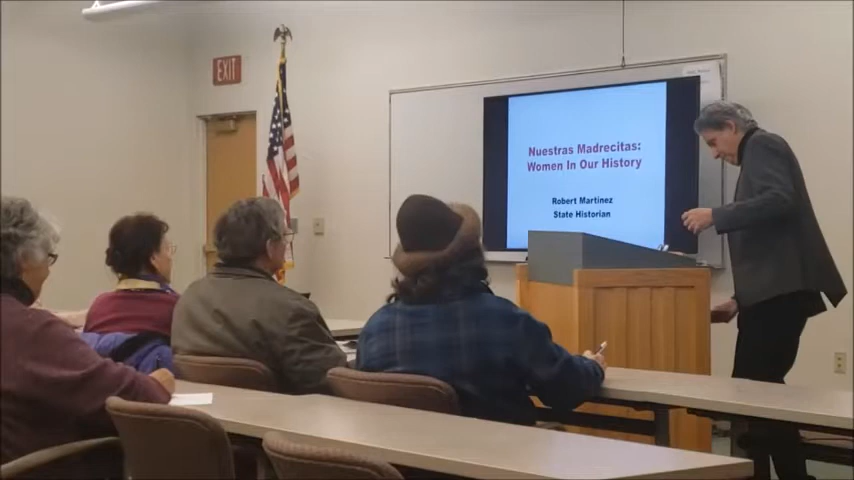 EXIT
Nuestras Madrecitas:
Women In Our History
Robert Martinez
State Historian